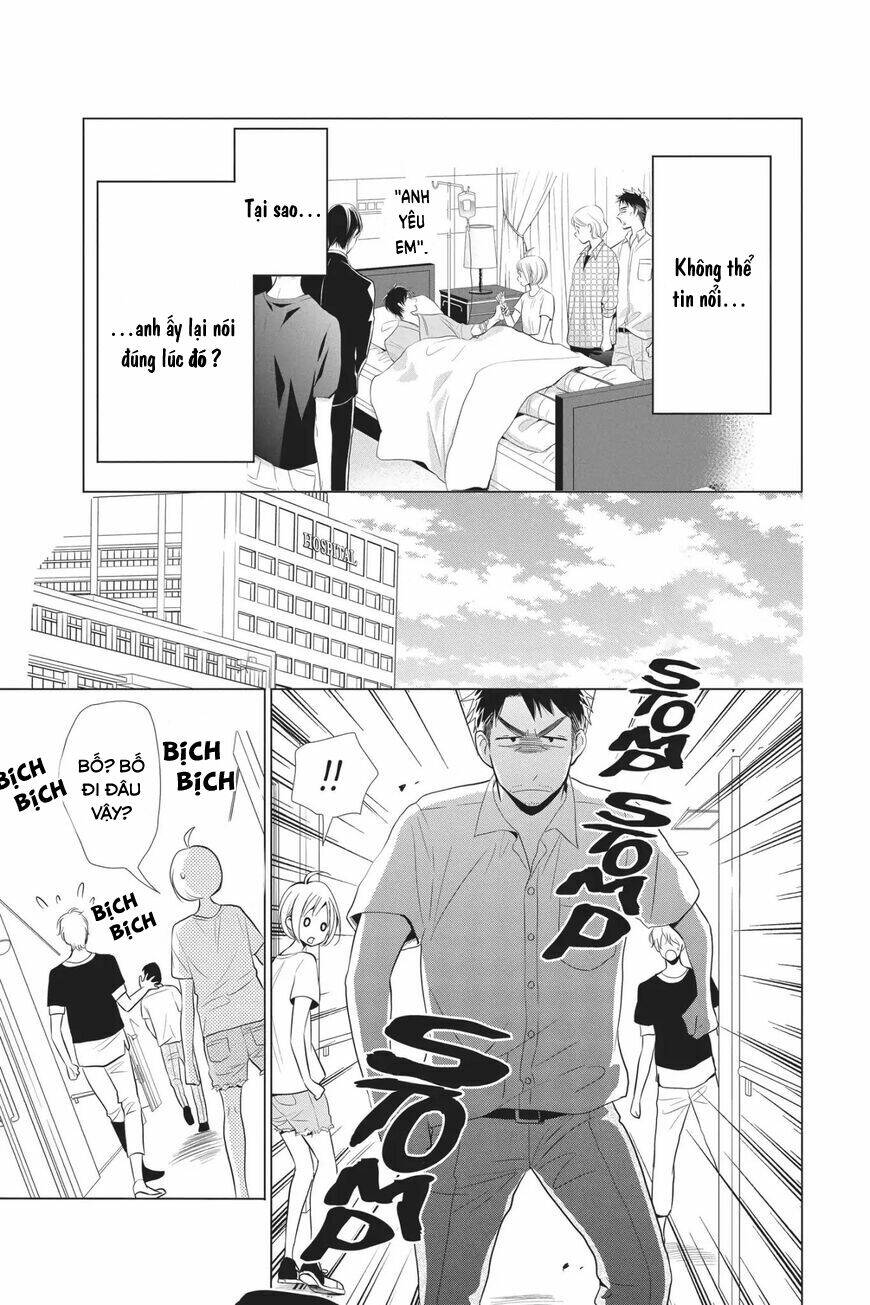 Không thể
tin nổi...
"ANH
YÊU
EM".
Tại sao...
...anh ấy lại nói
đúng lúc đó?
HOSPITAL
STOMP
STOMP
!!
STOMP
BỊCH
BỊCH
BỐ? BỐ
ĐI ĐÂU
VẬY?
BỊCH
BỊCH
BỊCH
BỊCH